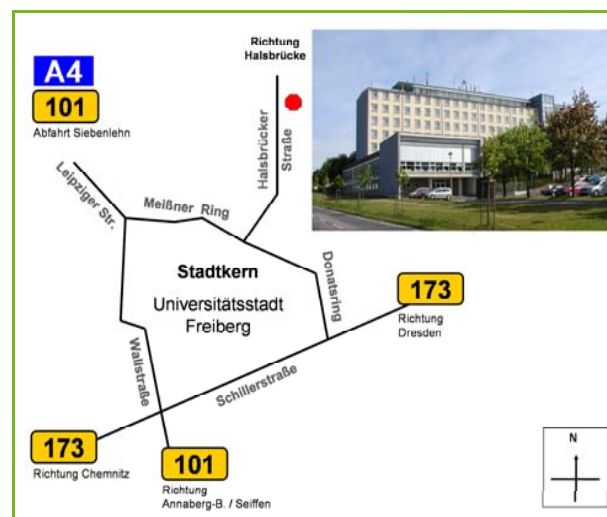 Richtung
Halsbrücke
A4
101
Abfahrt Siebenlehn
Leipziger Str.
Meißner Ring
Halsbrücker
Straße
Stadtkern
Universitätsstadt
Freiberg
Donatsring
173
Richtung
Dresden
Wallstraße
Schillerstraße
173
Richtung Chemnitz
101
Richtung
Annaberg-B. / Seiffen
N